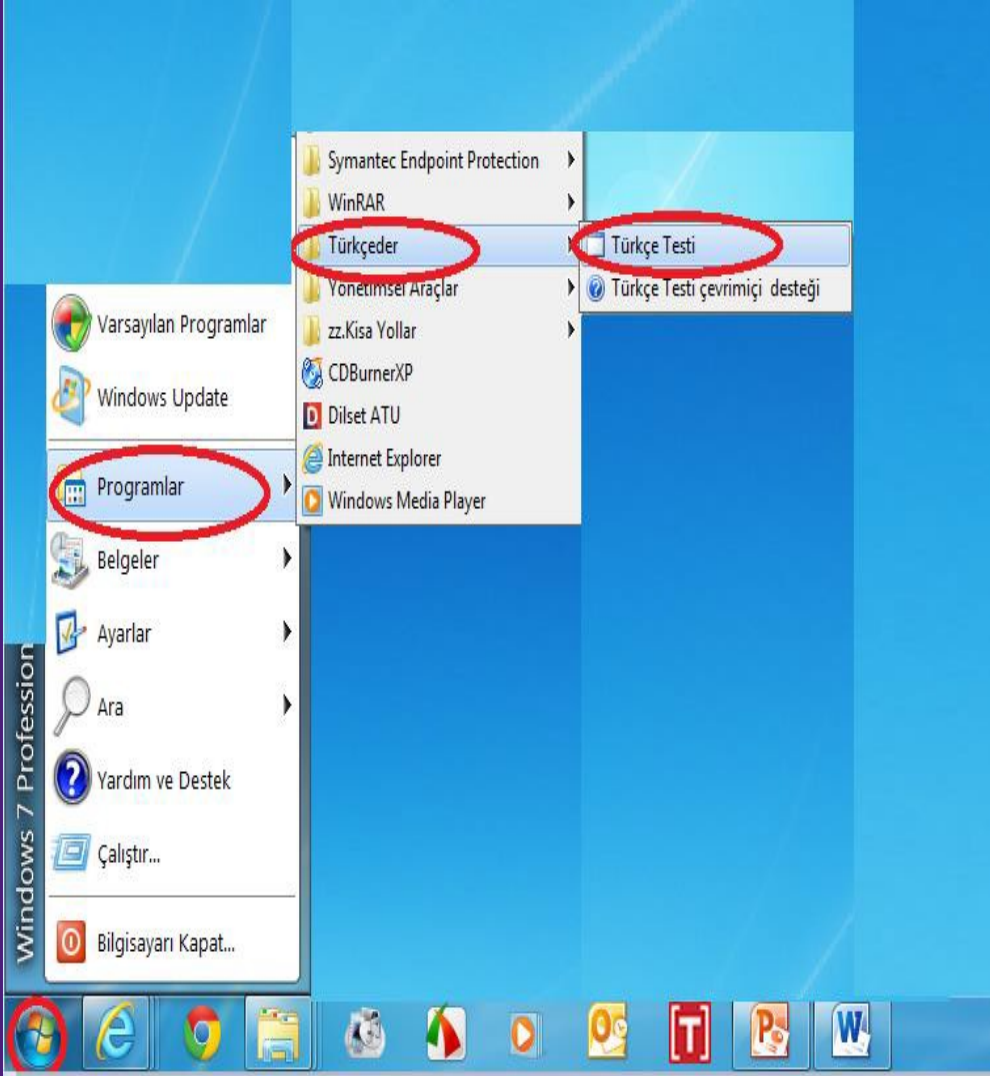 Symantec Endpoint Protection
WinRAR
Türkçeder
Yönetimsel Araçlar
zz.Kisa Yollar
CDBurnerXP
Dilset ATU
Internet Explorer
Windows Media Player
Türkçe Testi
Türkçe Testi çevrimiçi desteği
Varsayılan Programlar
Windows Update
Programlar
Belgeler
Ayarlar
Ara
Yardım ve Destek
Çalıştır...
Bilgisayarı Kapat...
Windows 7 Profession